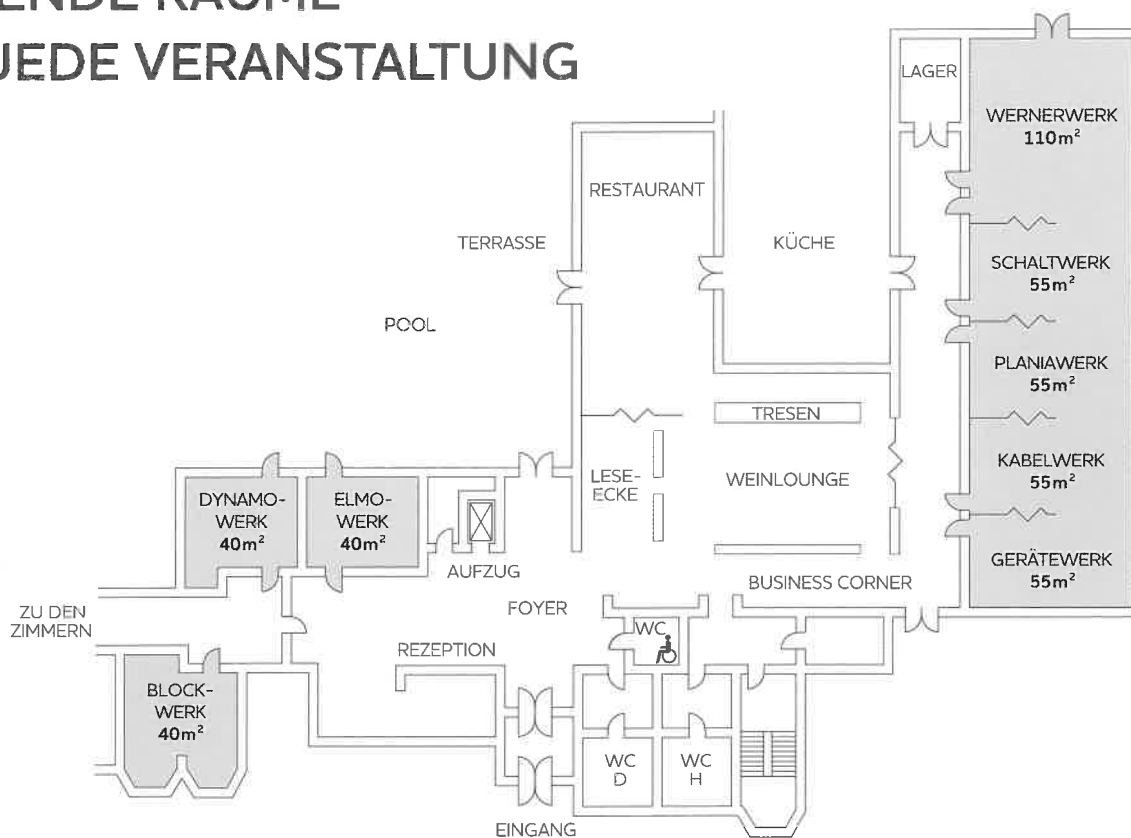 ENDE RÄUME
JEDE VERANSTALTUNG
LAGER
WERNERWERK
110m²
RESTAURANT
TERRASSE
KÜCHE
SCHALTWERK
55m²
POOL
PLANIAWERK
55m²
TRESEN
LESE-
ECKE
WEINLOUNGE
KABELWERK
55m²
DYNAMO-
WERK
40m²
ELMO-
WERK
40m²
AUFZUG
GERÄTEWERK
55m²
BUSINESS CORNER
FOYER
ZU DEN
ZIMMERN
WC
REZEPTION
BLOCK-
WERK
40m²
WC
D
WC
H
EINGANG